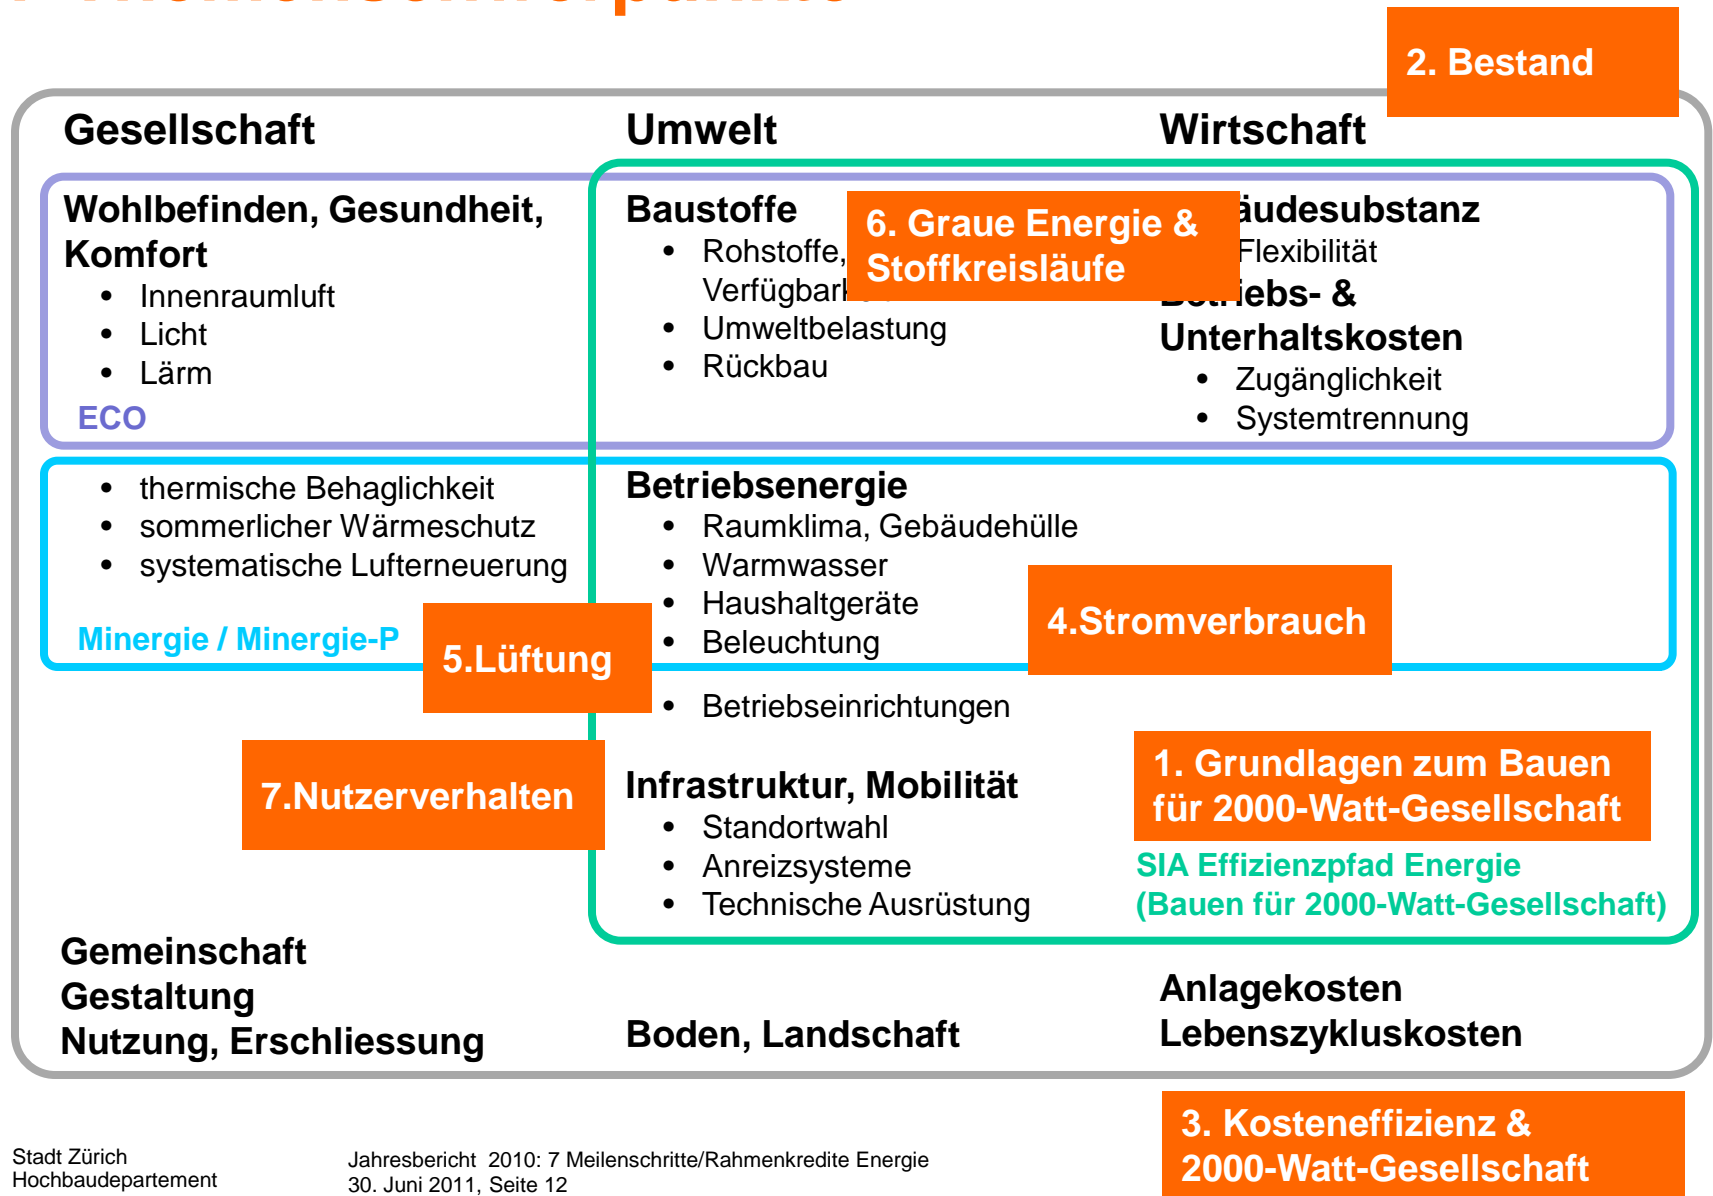 2. Bestand
Gesellschaft
Umwelt
Wirtschaft
Wohlbefinden, Gesundheit,
Komfort
• Innenraumluft
• Licht
• Lärm
ECO
Baustoffe
• Rohstoffe,
• Umweltbelastung
• Rückbau
6. Graue Energie &
Stoffkreisläufe
Flexibilität
& 
Unterhaltskosten
• Zugänglichkeit
• Systemtrennung
• thermische Behaglichkeit
• sommerlicher Wärmeschutz
• systematische Lufterneuerung
Minergie / Minergie-P
5.Lüftung
Betriebsenergie
• Raumklima, Gebäudehülle
• Warmwasser
• Haushaltgeräte
• Beleuchtung
4.Stromverbrauch
• Betriebseinrichtungen
7.Nutzerverhalten
Infrastruktur, Mobilität
• Standortwahl
• Anreizsysteme
• Technische Ausrüstung
1. Grundlagen zum Bauen
für 2000-Watt-Gesellschaft
SIA Effizienzpfad Energie
(Bauen für 2000-Watt-Gesellschaft)
Gemeinschaft
Gestaltung
Nutzung, Erschliessung
Boden, Landschaft
Anlagekosten
Lebenszykluskosten
3. Kosteneffizienz &
2000-Watt-Gesellschaft
Stadt Zürich
Hochbaudepartement
Jahresbericht 2010: 7 Meilenschritte/Rahmenkredite Energie
30. Juni 2011, Seite 12